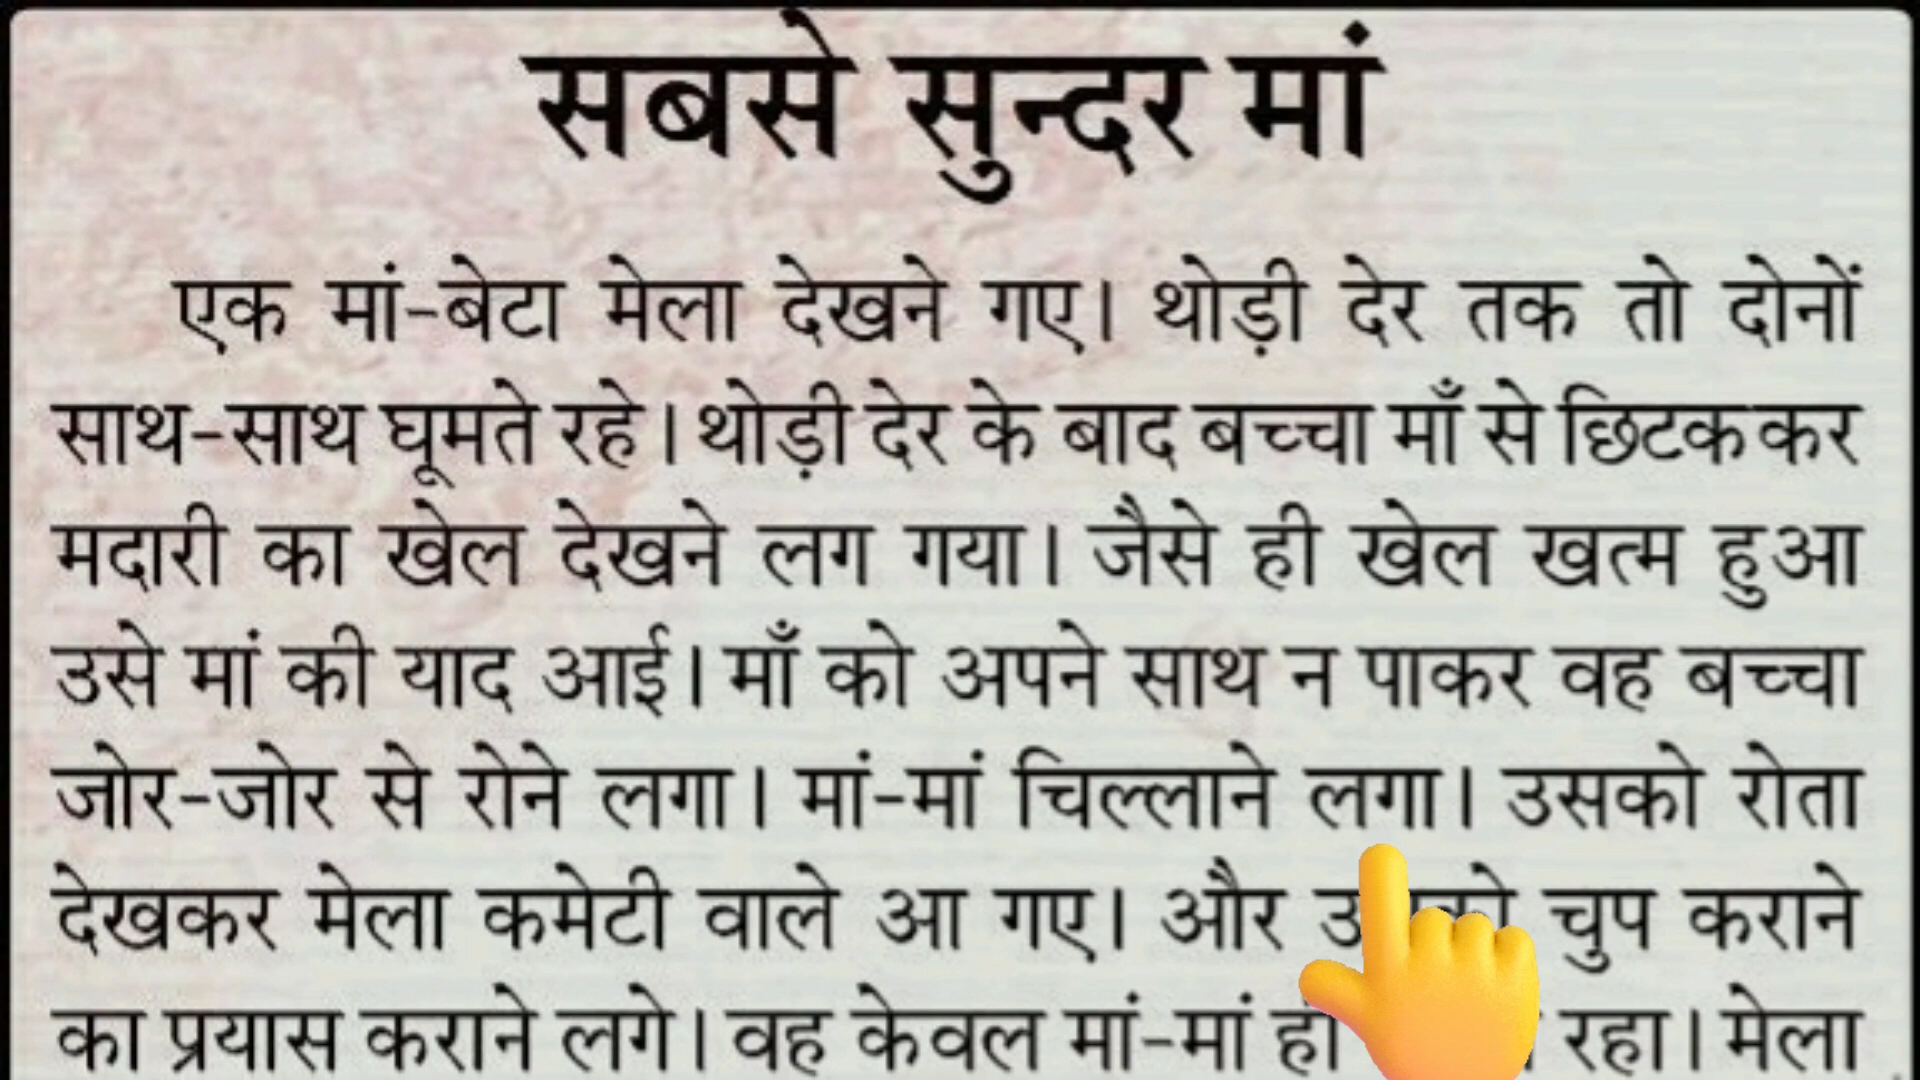 सबसे सुन्दर मां
एक मां-बेटा मेला देखने गए। थोड़ी देर तक तो दोनों
साथ-साथ घूमते रहे। थोड़ी देर के बाद बच्चा माँ से छिटककर
मदारी का खेल देखने लग गया। जैसे ही खेल खत्म हुआ
उसे मां की याद आई। माँ को अपने साथ न पाकर वह बच्चा
जोर-जोर से रोने लगा। मां-मां चिल्लाने लगा। उसको रोता
देखकर मेला कमेटी वाले आ गए। और चुप कराने
का प्रयास कराने लगे। वह केवल मां-मां ही रहा। मेला